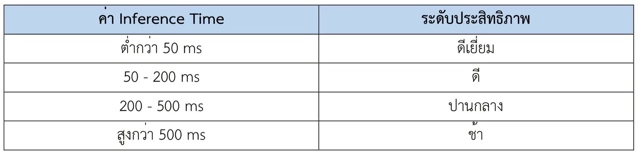 ค่า Inference Time ระดับประสิทธิภาพ
ต่ำกว่า 50 ms ดีเยี่ยม
50 - 200 ms ดี
200 - 500 ms ปานกลาง
สูงกว่า 500 ms ช้า